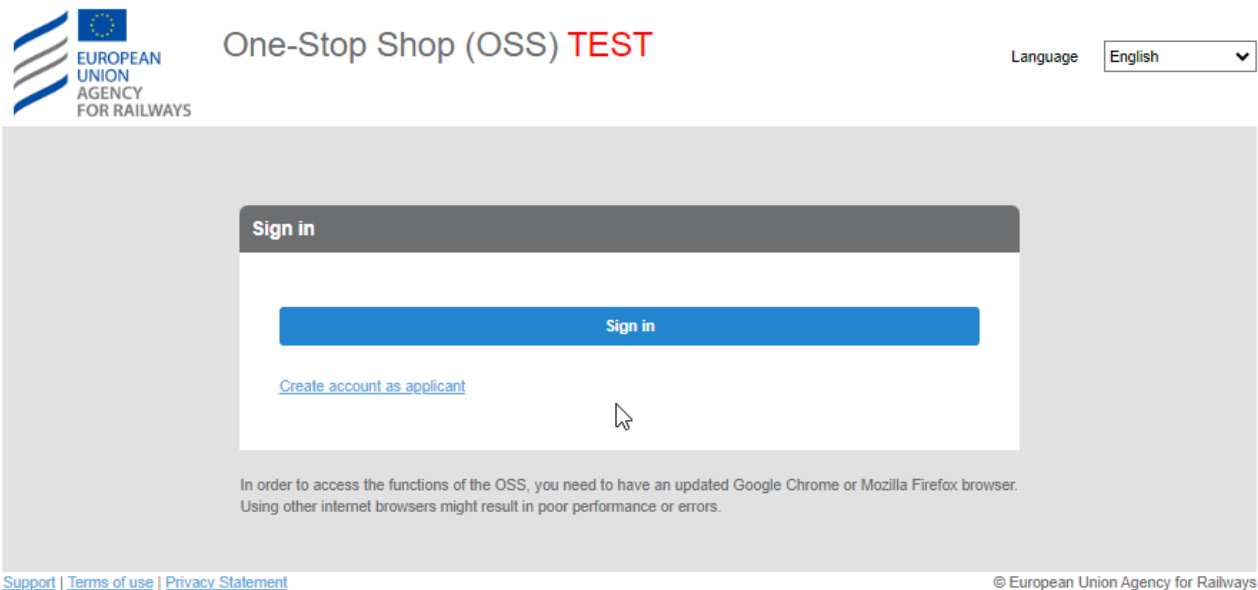 EUROPEAN
UNION
AGENCY
FOR RAILWAYS
One-Stop Shop (OSS) TEST
Language
English
Sign in
Sign in
Create account as applicant
In order to access the functions of the OSS, you need to have an updated Google Chrome or Mozilla Firefox browser.
Using other internet browsers might result in poor performance or errors.
Support | Terms of use | Privacy Statement
© European Union Agency for Railways